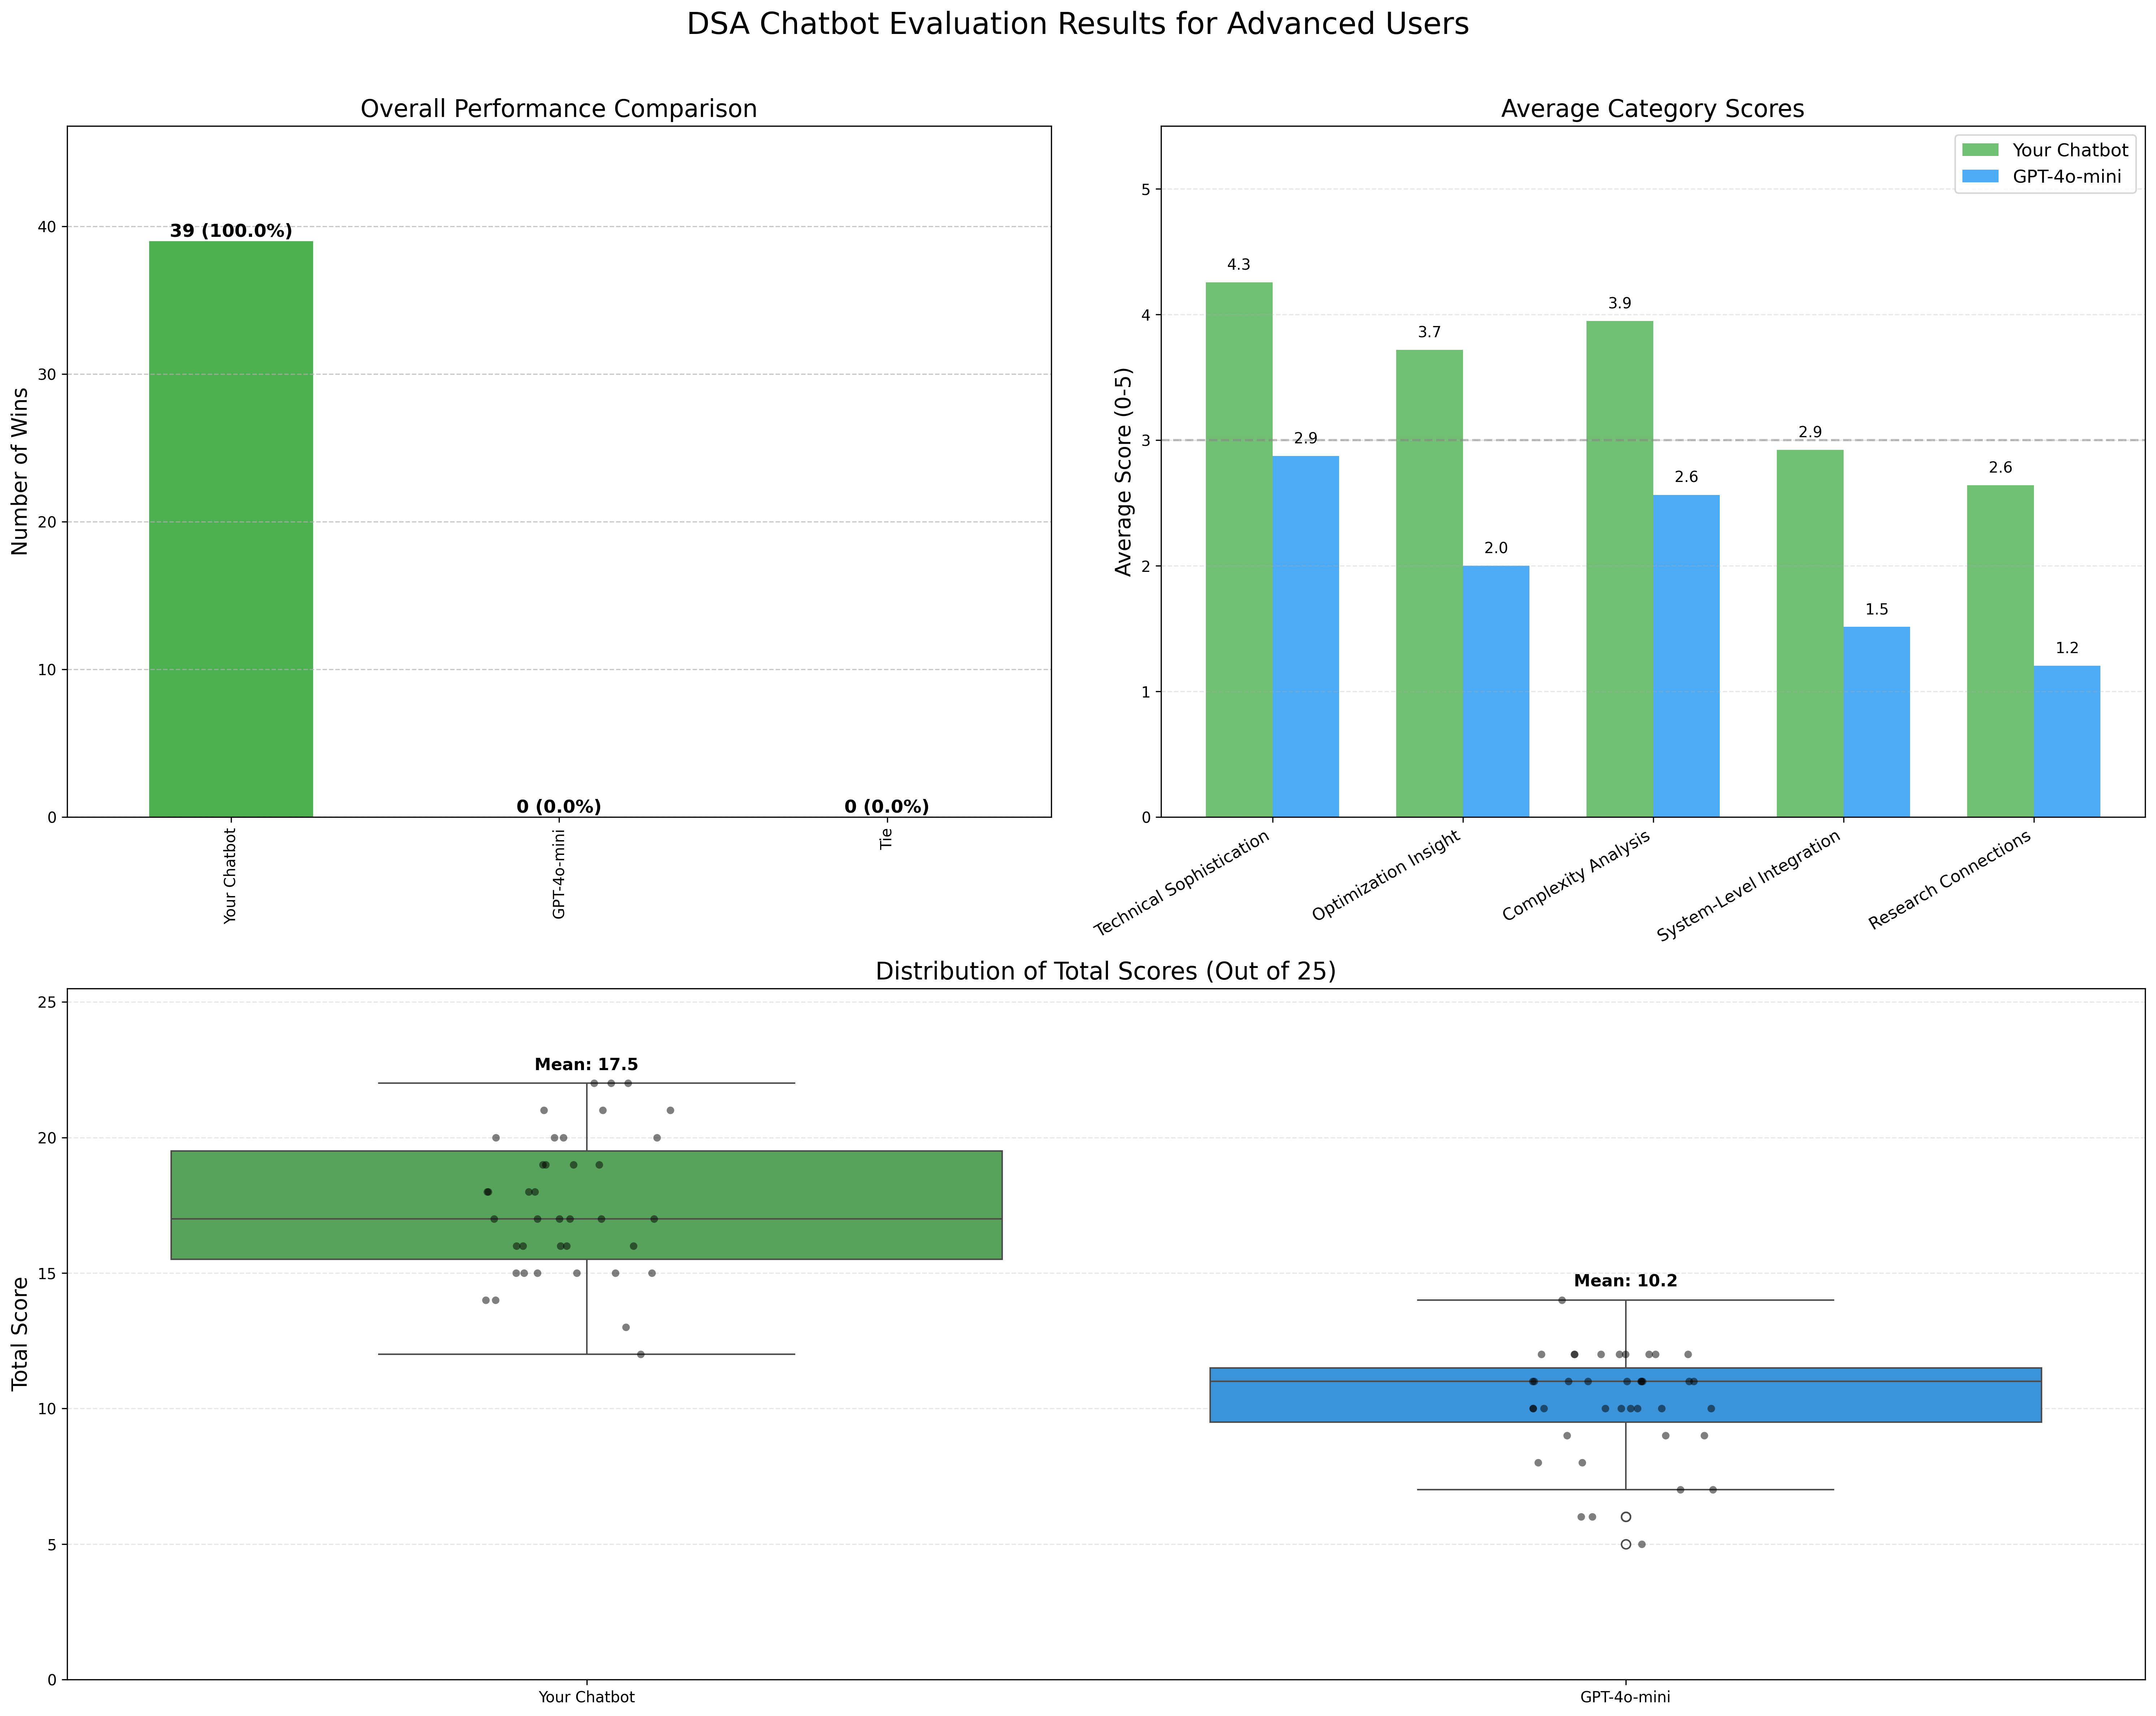 DSA Chatbot Evaluation Results for Advanced Users
Overall Performance Comparison
Number of Wins
40
30
20
10
0
39 (100.0%)
0 (0.0%)
0 (0.0%)
Your Chatbot
GPT-4o-mini
Tie
Average Category Scores
Your Chatbot
GPT-4o-mini
Average Score (0-5)
5
4
3
2
1
0
4.3
2.9
3.7
2.0
3.9
2.6
2.9
1.5
2.6
1.2
Technical Sophistication
Optimization Insight
Complexity Analysis
System-Level Integration
Research Connections
Distribution of Total Scores (Out of 25)
Total Score
25
20
15
10
5
0
Mean: 17.5
Mean: 10.2
Your Chatbot
GPT-4o-mini